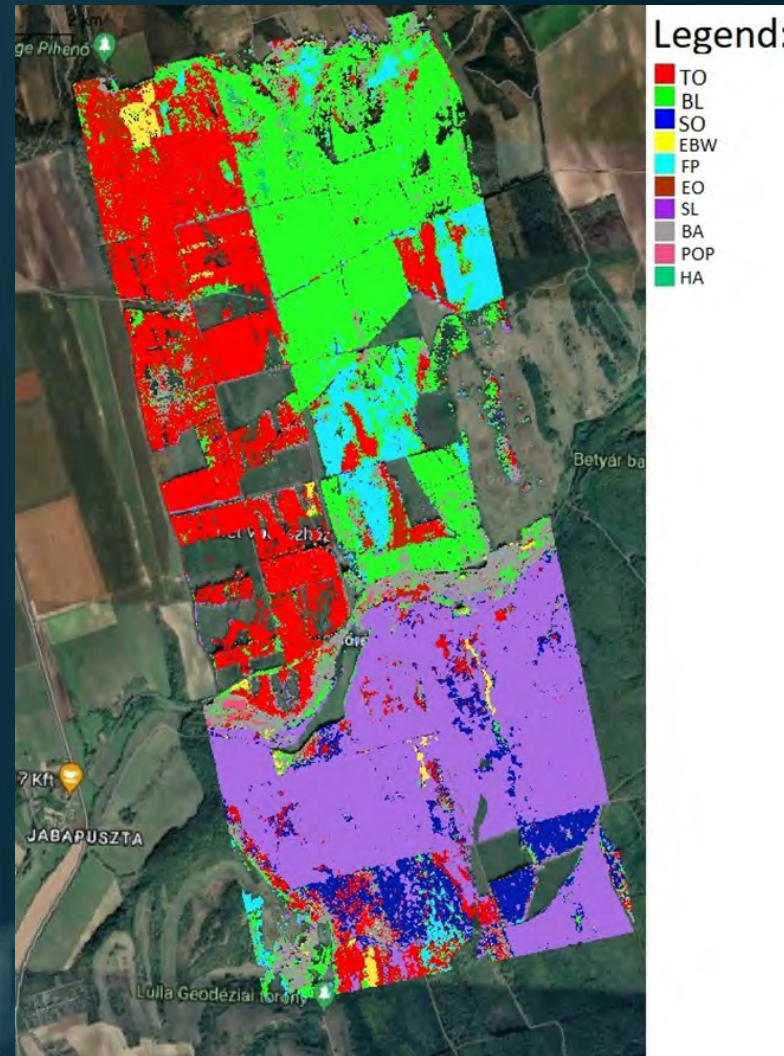 2 km
ge Pihenő
Legend:
TO
BL
SO
EBW
FP
EO
SL
BA
POP
HA
Betyár ba
7 Kft
JABAPUSZTA
Lulla Geodéziai torony